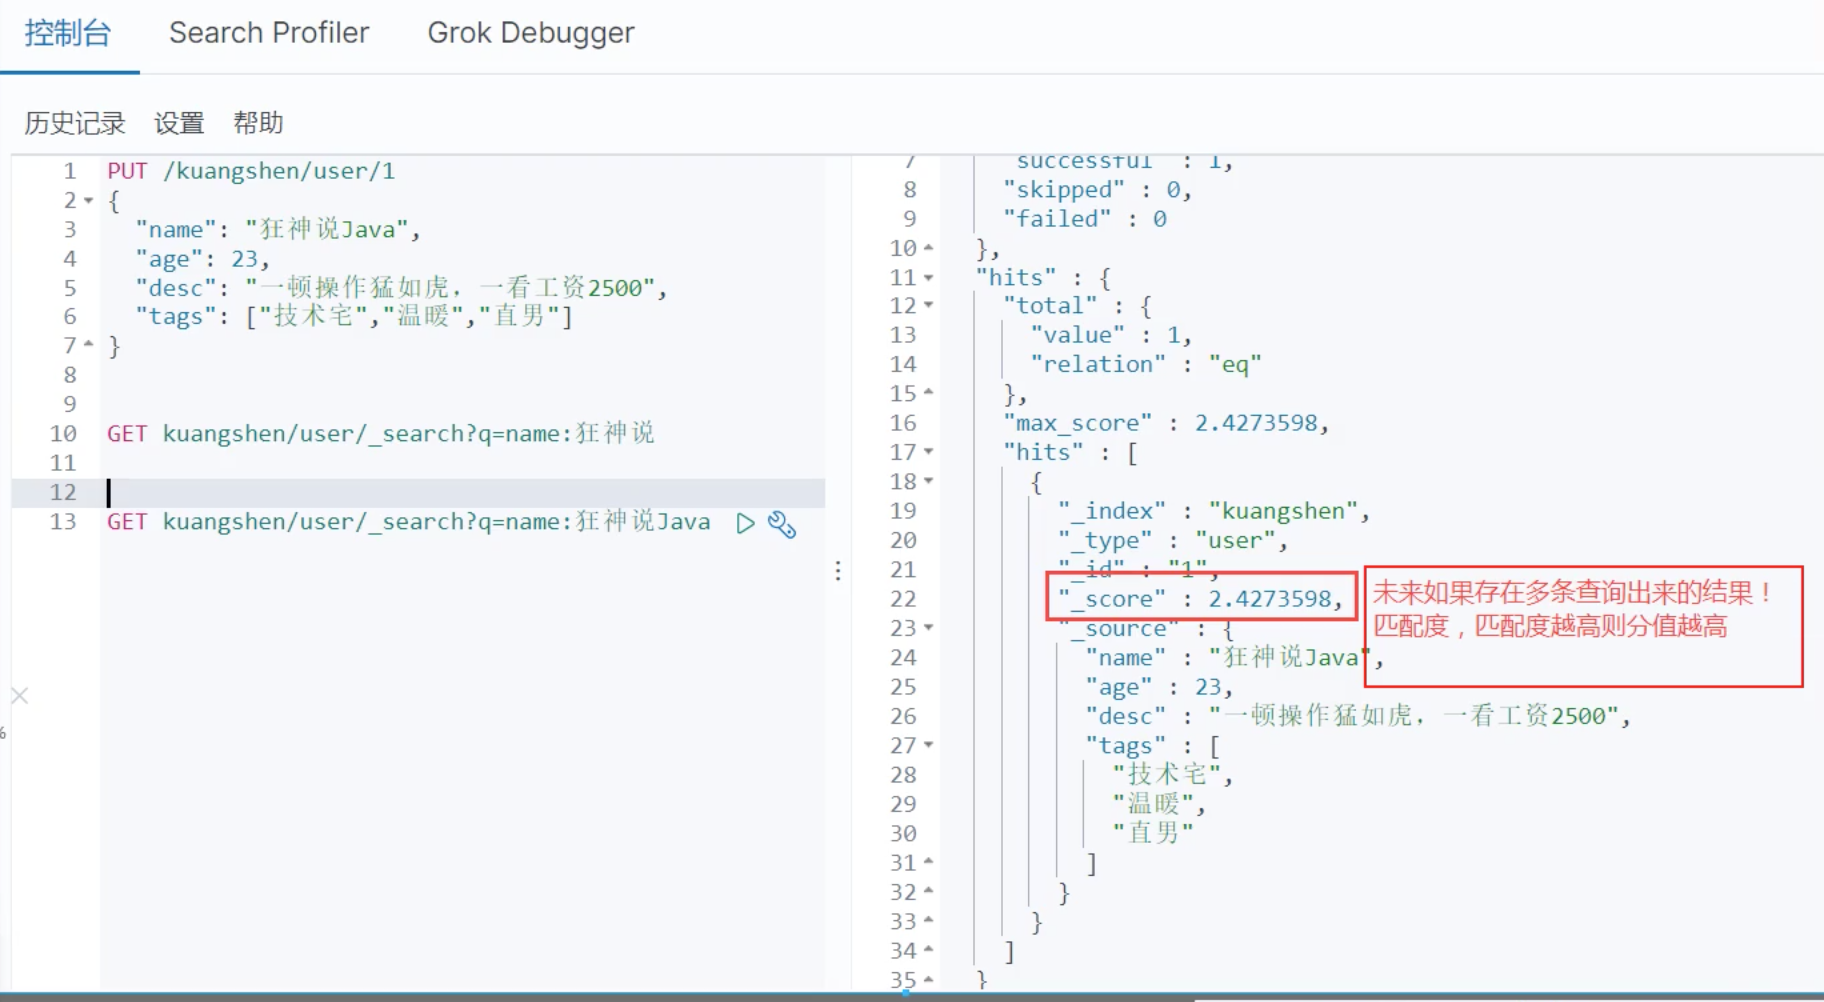 控制台 Search Profiler Grok Debugger
历史记录 设置 帮助
1 PUT /kuangshen/user/1
2 {
3 "name": "狂神说Java",
4 "age": 23,
5 "desc": "一顿操作猛如虎，一看工资2500",
6 "tags": ["技术宅","温暖","直男"]
7 }
8
9
10 GET kuangshen/user/_search?q=name:狂神说
11
12
13 GET kuangshen/user/_search?q=name:狂神说Java
%
7 "successful" : 1,
8 "skipped" : 0,
9 "failed" : 0
10 },
11 "hits" : {
12 "total" : {
13 "value" : 1,
14 "relation" : "eq"
15 },
16 "max_score" : 2.4273598,
17 "hits" : [
18 {
19 "_index" : "kuangshen",
20 "_type" : "user",
21 "_id" : "1",
22 "_score" : 2.4273598,
23 "_source" : {
24 "name" : "狂神说Java",
25 "age" : 23,
26 "desc" : "一顿操作猛如虎，一看工资2500",
27 "tags" : [
28 "技术宅",
29 "温暖",
30 "直男"
31 ]
32 }
33 }
34 ]
35 }
未来如果存在多条查询出来的结果！
匹配度，匹配度越高则分值越高